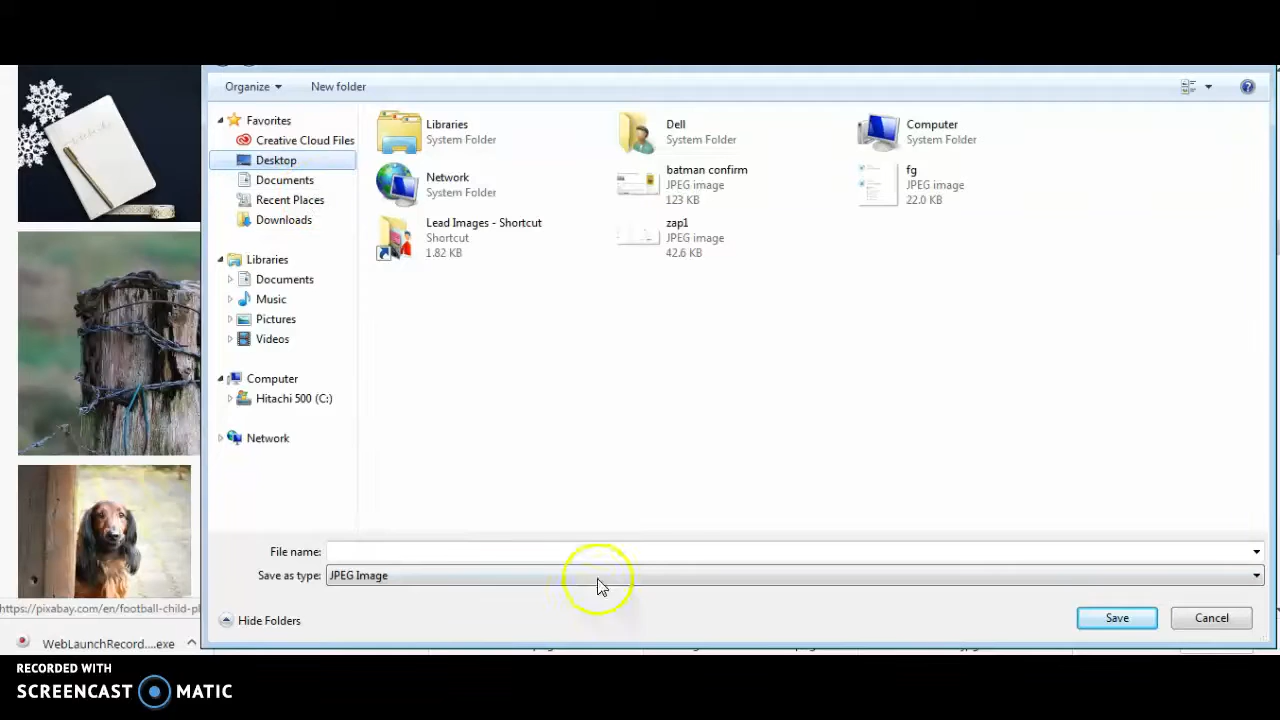 Organize
New folder
Favorites
Creative Cloud Files
Desktop
Documents
Recent Places
Downloads
Libraries
Documents
Music
Pictures
Videos
Computer
Hitachi 500 (C:)
Network
Libraries
System Folder
Dell
System Folder
Computer
System Folder
Network
System Folder
batman confirm
JPEG image
123 KB
fg
JPEG image
22.0 KB
Lead Images - Shortcut
Shortcut
1.82 KB
zap1
JPEG image
42.6 KB
File name:
Save as type: JPEG Image
Hide Folders
Save
Cancel
https://pixabay.com/en/football-child-pl
WebLaunchRecord....exe
RECORDED WITH
SCREENCAST MATIC